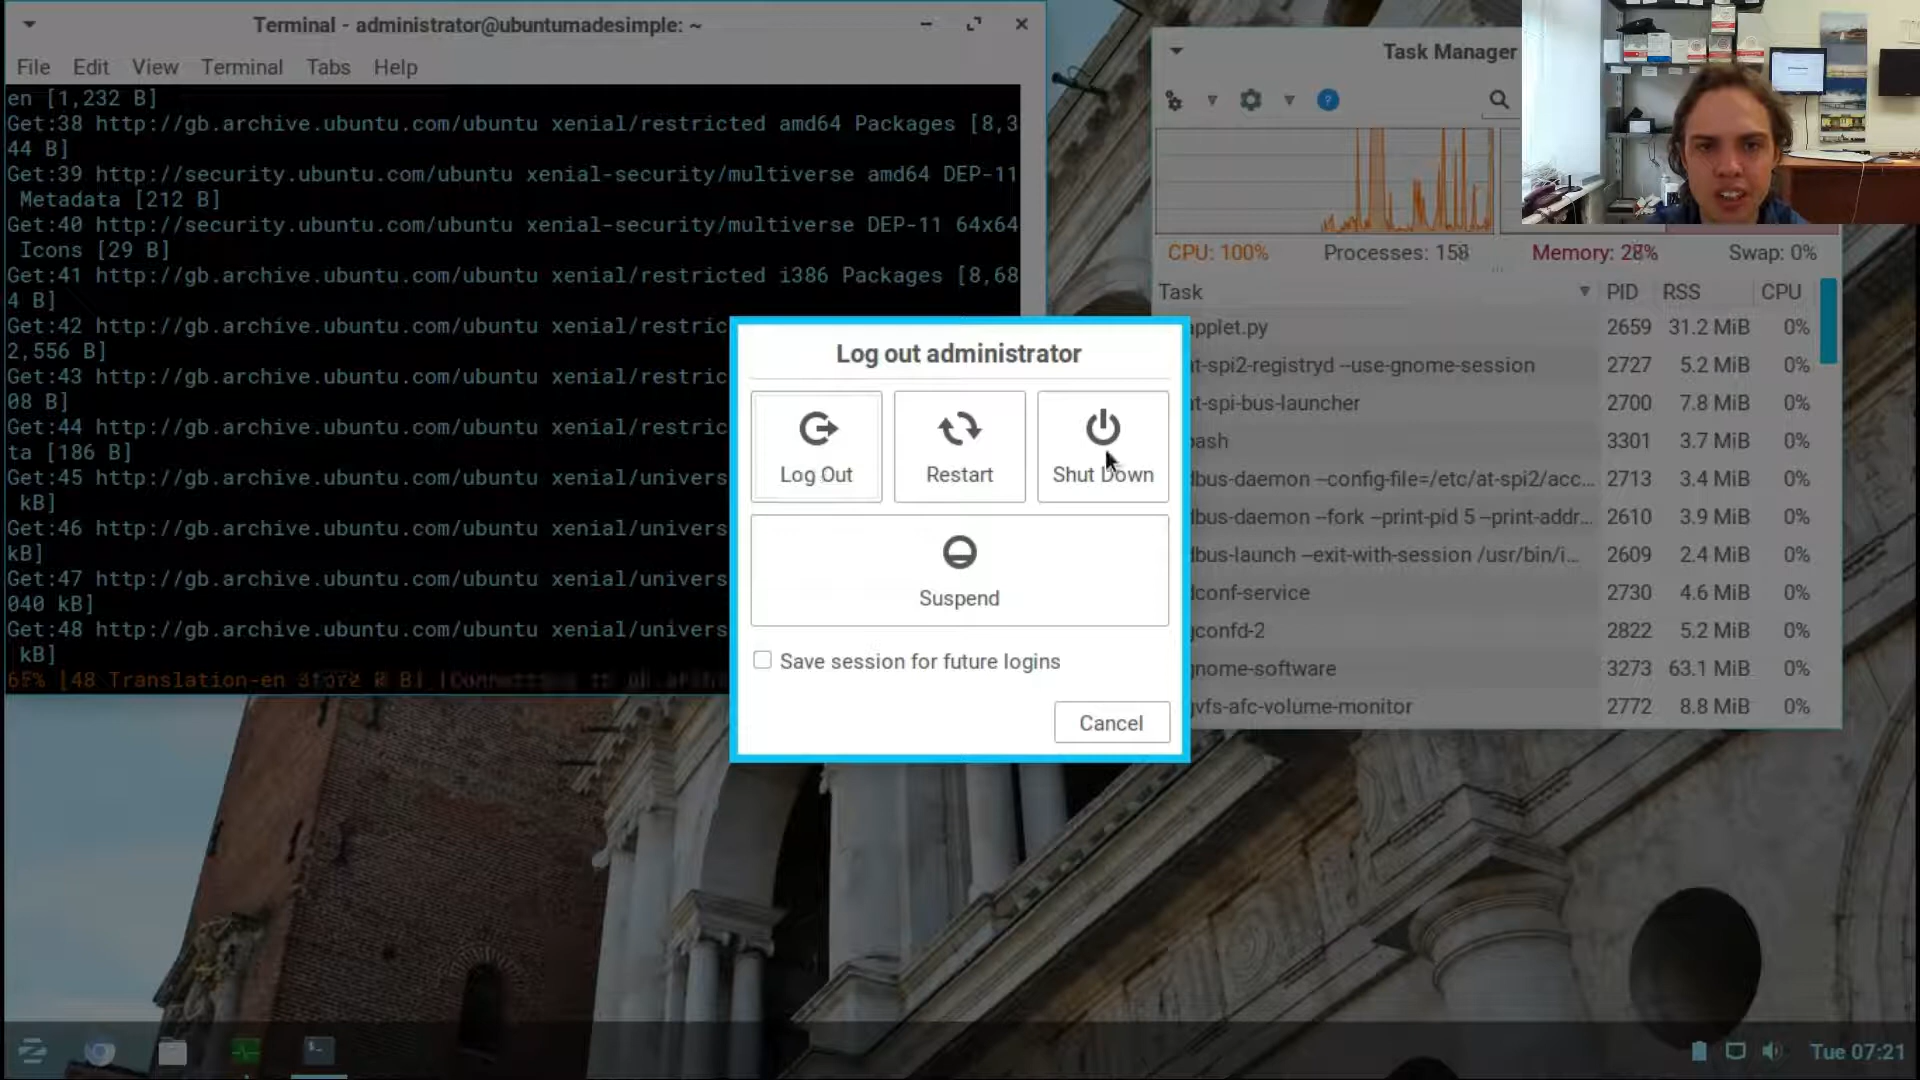 Terminal - administrator@ubuntumadesimple: ~
File Edit View Terminal Tabs Help
en [1,232 B]
Get:38 http://gb.archive.ubuntu.com/ubuntu xenial/restricted amd64 Packages [8,3
44 B]
Get:39 http://security.ubuntu.com/ubuntu xenial-security/multiverse amd64 DEP-11
Metadata [212 B]
Get:40 http://security.ubuntu.com/ubuntu xenial-security/multiverse DEP-11 64x64
Icons [29 B]
Get:41 http://gb.archive.ubuntu.com/ubuntu xenial/restricted i386 Packages [8,68
4 B]
Get:42 http://gb.archive.ubuntu.com/ubuntu xenial/restric
2,556 B]
Get:43 http://gb.archive.ubuntu.com/ubuntu xenial/restric
08 B]
Get:44 http://gb.archive.ubuntu.com/ubuntu xenial/restric
ta [186 B]
Get:45 http://gb.archive.ubuntu.com/ubuntu xenial/univers
kB]
Get:46 http://gb.archive.ubuntu.com/ubuntu xenial/univers
kB]
Get:47 http://gb.archive.ubuntu.com/ubuntu xenial/univers
040 kB]
Get:48 http://gb.archive.ubuntu.com/ubuntu xenial/univers
kB]
[48 Translation-en
Log out administrator
Log Out Restart Shut Down
Suspend
Save session for future logins
Cancel
Task Manager
CPU: 100% Processes: Memory: Swap: 0%
Task PID RSS CPU
applet.py 2659 31.2 MiB 0%
at-spi2-registryd --use-gnome-session 2727 5.2 MiB 0%
at-spi-bus-launcher 2700 7.8 MiB 0%
bash 3301 3.7 MiB 0%
dbus-daemon --config-file=/etc/at-spi2/acc... 2713 3.4 MiB 0%
dbus-daemon --fork --print-pid 5 --print-addr... 2610 3.9 MiB 0%
dbus-launch --exit-with-session /usr/bin/i... 2609 2.4 MiB 0%
dconf-service 2730 4.6 MiB 0%
gconfd-2 2822 5.2 MiB 0%
gnome-software 3273 63.1 MiB 0%
gvfs-afc-volume-monitor 2772 8.8 MiB 0%
Tue 07:21